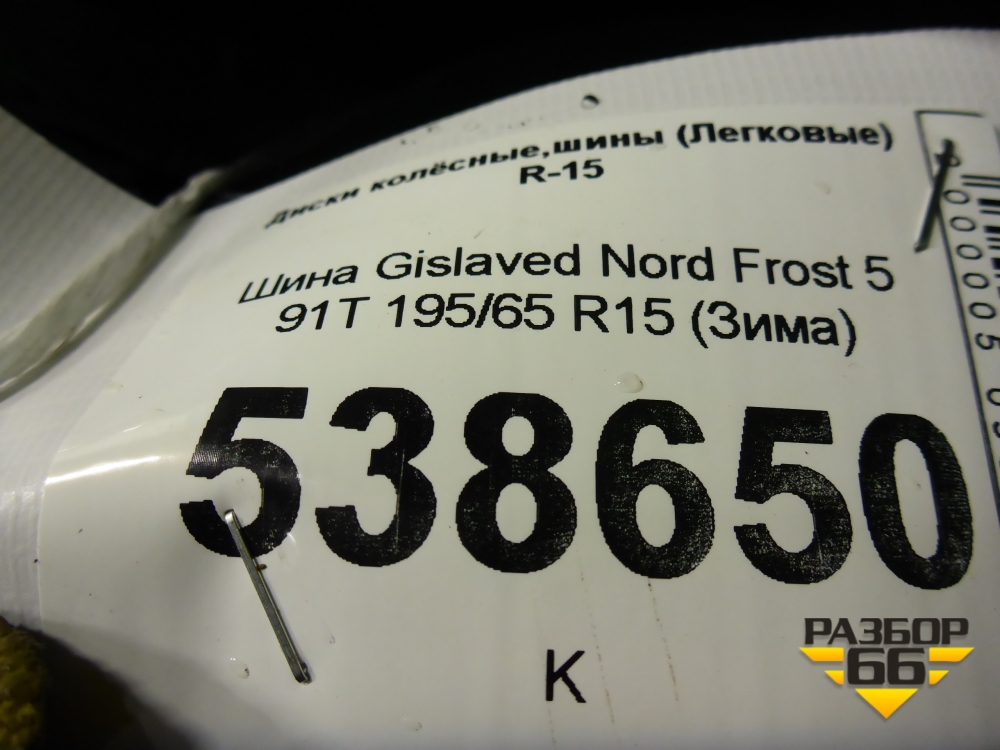 Диски колёсные,шины (Легковые)
R-15
Шина Gislaved Nord Frost 5
91T 195/65 R15 (Зима)
538650
K
РАЗБОР
66